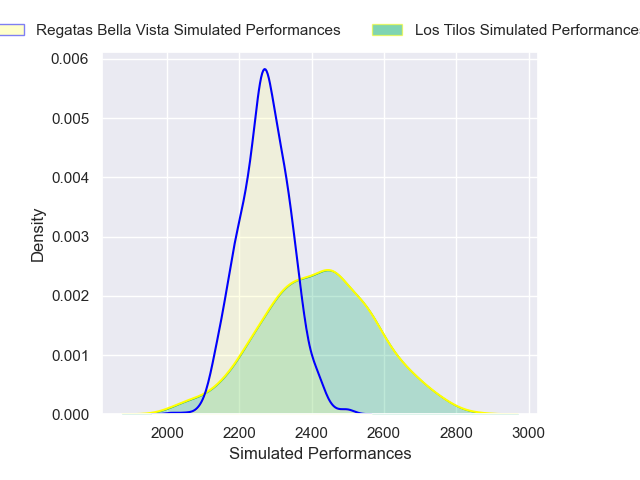 Regatas Bella Vista Simulated Performances
Los Tilos Simulated Performances
0.006
0.005
0.004
0.003
0.002
0.001
0.000
Density
2000 2200 2400 2600 2800 3000
Simulated Performances